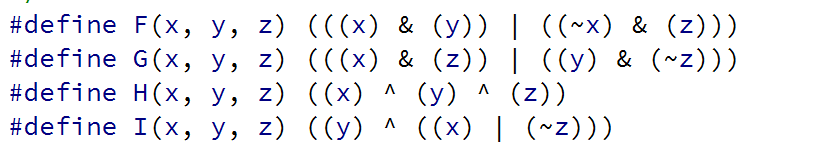 #define F(x, y, z) (((x) & (y)) | ((~x) & (z)))
#define G(x, y, z) (((x) & (z)) | ((y) & (~z)))
#define H(x, y, z) ((x) ^ (y) ^ (z))
#define I(x, y, z) ((y) ^ ((x) | (~z)))